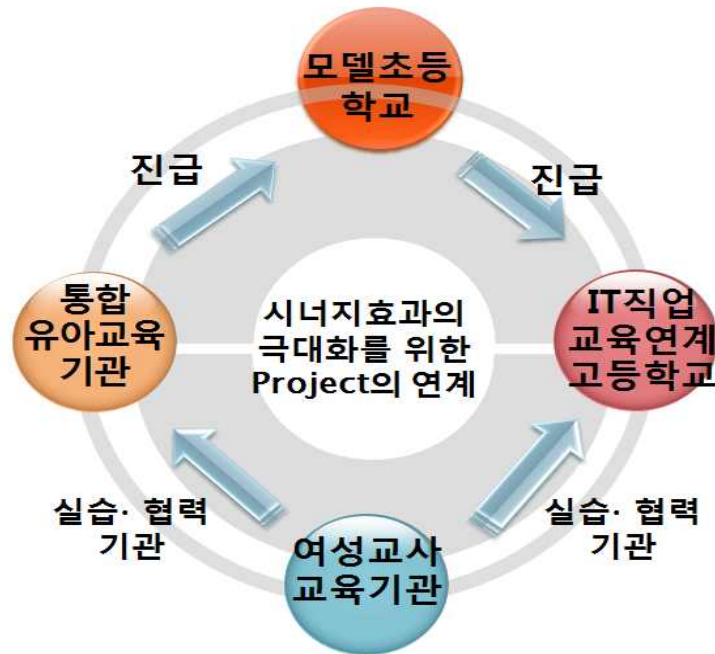 모델초등
학교
진급
진급
통합
유아교육
기관
시너지효과의
극대화를 위한
Project의 연계
IT직업
교육연계
고등학교
실습· 협력
기관
실습· 협력
기관
여성교사
교육기관